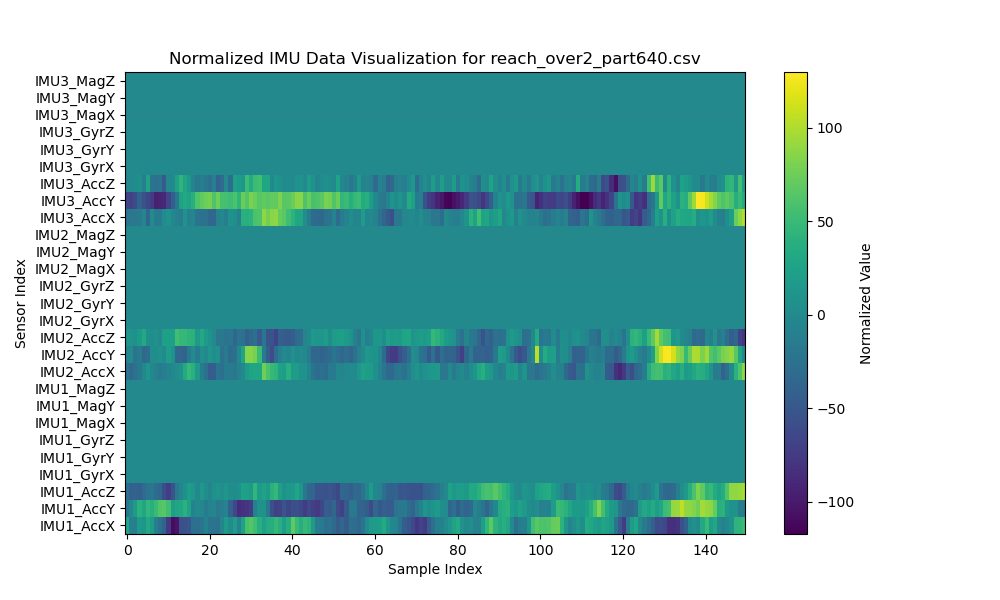 Normalized IMU Data Visualization for reach_over2_part640.csv
IMU3_MagZ
IMU3_MagY
IMU3_MagX
IMU3_GyrZ
IMU3_GyrY
IMU3_GyrX
IMU3_AccZ
IMU3_AccY
IMU3_AccX
IMU2_MagZ
IMU2_MagY
IMU2_MagX
IMU2_GyrZ
IMU2_GyrY
IMU2_GyrX
IMU2_AccZ
IMU2_AccY
IMU2_AccX
IMU1_MagZ
IMU1_MagY
IMU1_MagX
IMU1_GyrZ
IMU1_GyrY
IMU1_GyrX
IMU1_AccZ
IMU1_AccY
IMU1_AccX
Sensor Index
0 20 40 60 80 100 120 140
Sample Index
100
50
0
−50
−100
Normalized Value